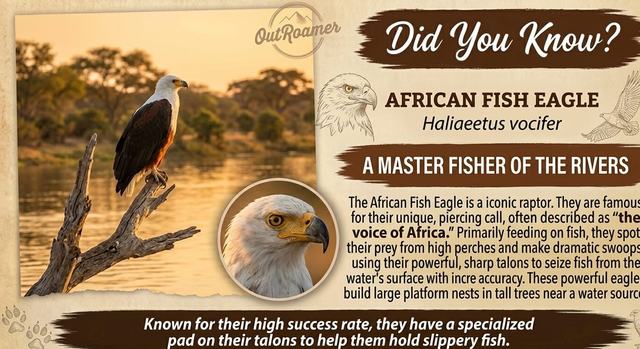 OutRoamer
Did You Know?
AFRICAN FISH EAGLE
Haliaeetus vocifer
A MASTER FISHER OF THE RIVERS
The African Fish Eagle is a iconic raptor. They are famous
for their unique, piercing call, often described as "the
voice of Africa." Primarily feeding on fish, they spot
their prey from high perches and make dramatic swoops
using their powerful, sharp talons to seize fish from the
water's surface with incre accuracy. These powerful eagle
build large platform nests in tall trees near a water source
Known for their high success rate, they have a specialized
pad on their talons to help them hold slippery fish.